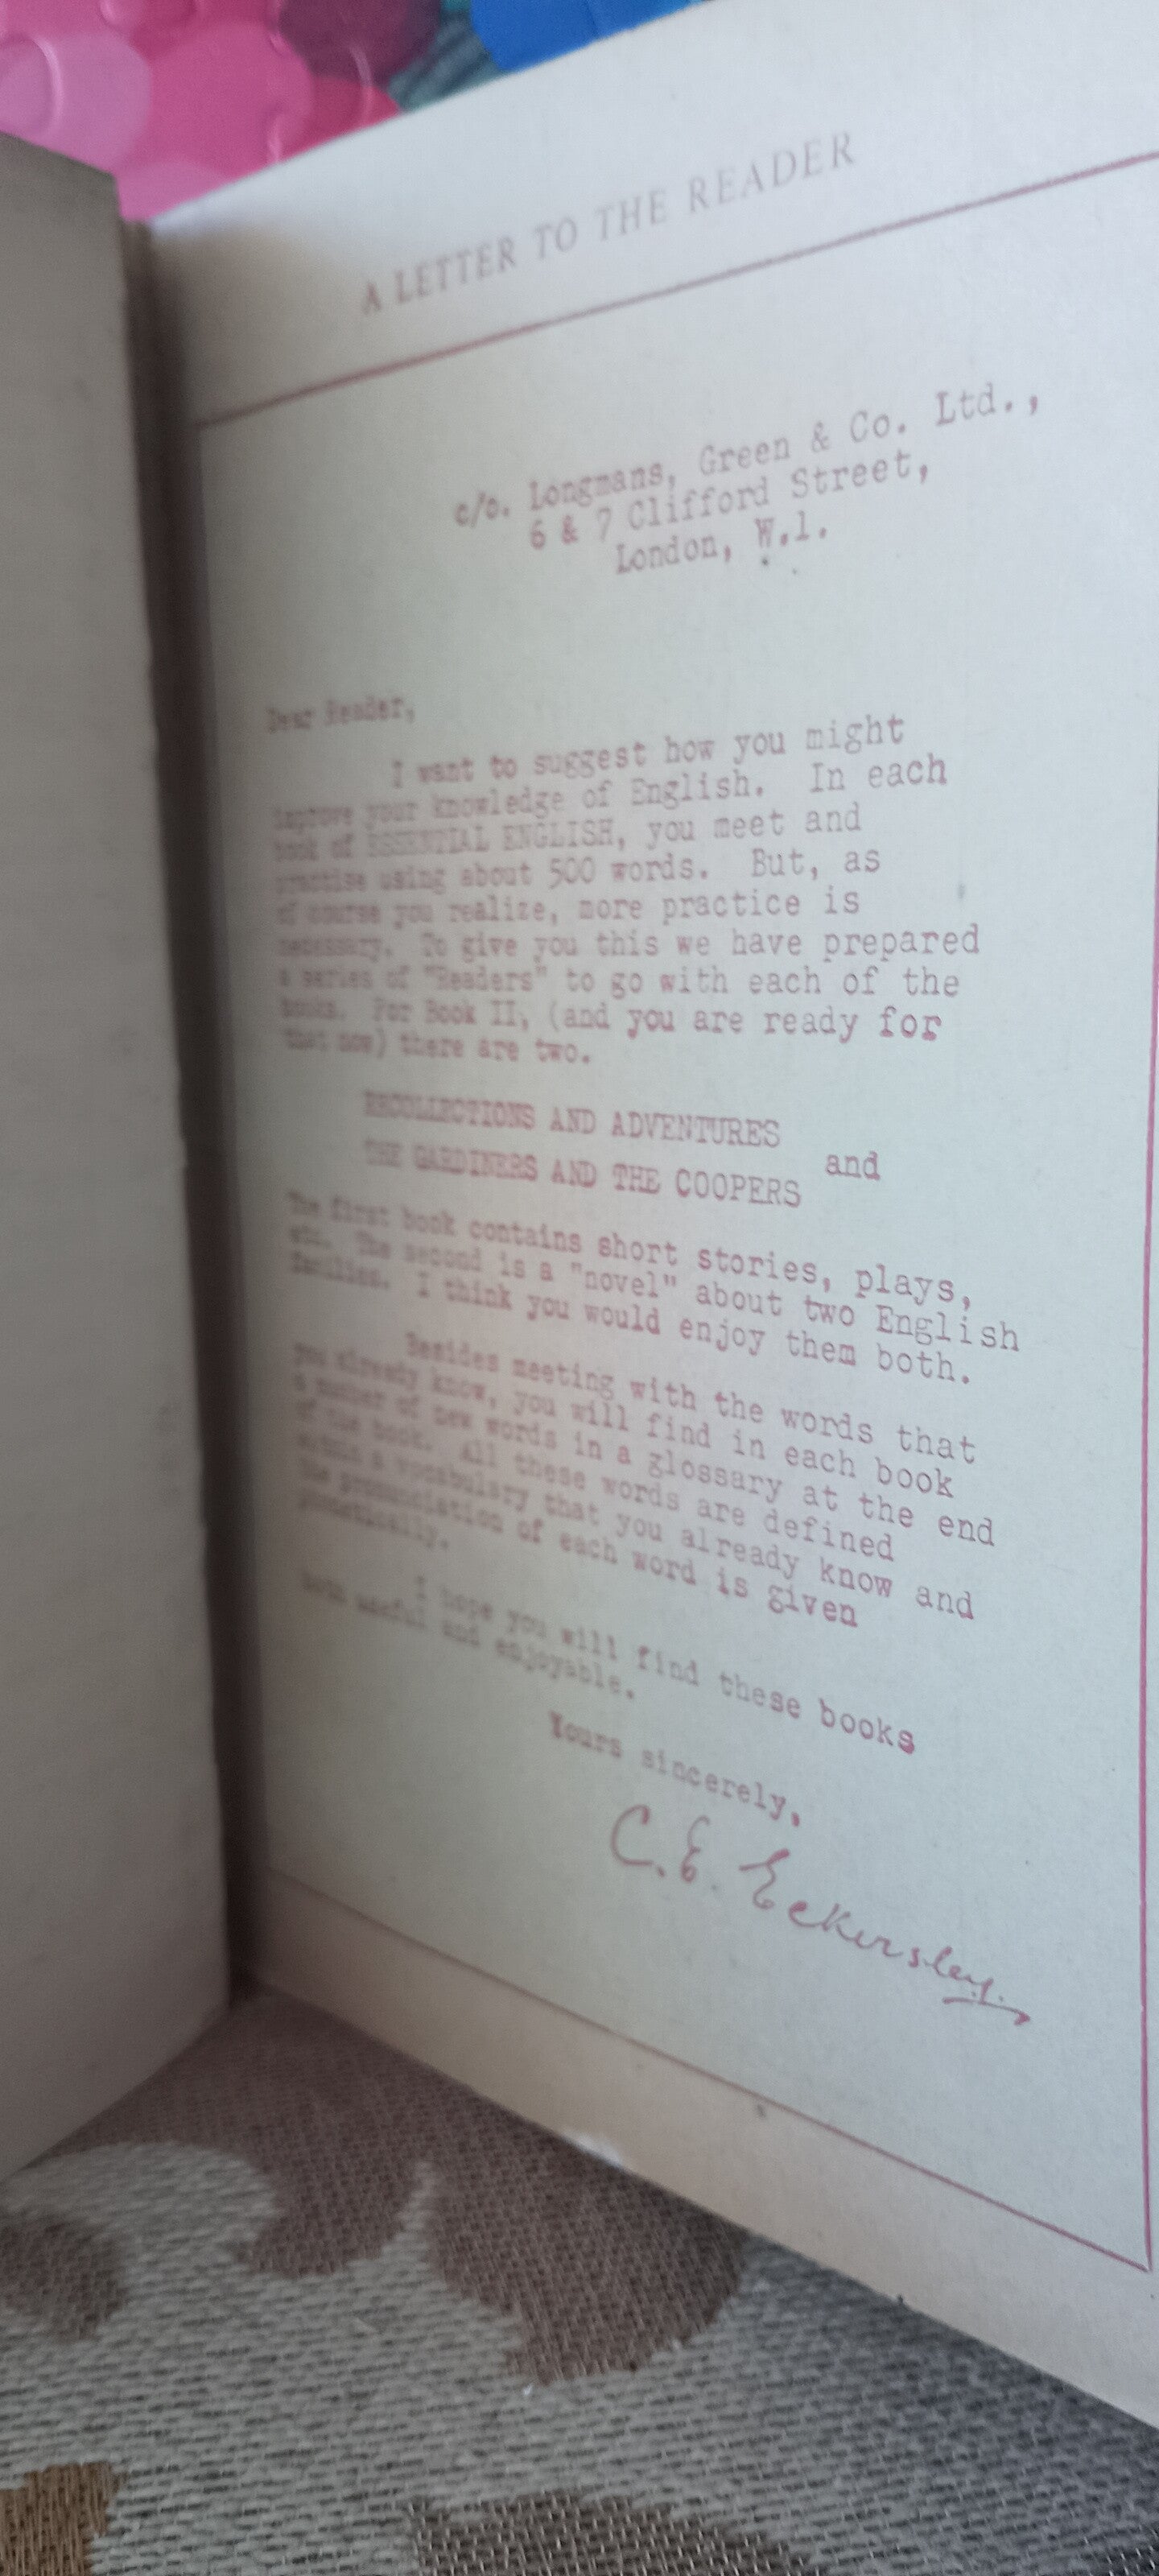 A LETTER TO THE READER
c/o. Longmans, Green & Co. Ltd.,
6 & 7 Clifford Street,
London, W.1.
Dear Reader,
I want to suggest how you might
improve your knowledge of English. In each
book of ESSENTIAL ENGLISH, you meet and
practise using about 500 words. But, as
of course you realize, more practice is
necessary. To give you this we have prepared
a series of "Readers" to go with each of the
books. For Book II, (and you are ready for
that now) there are two.
RECOLLECTIONS AND ADVENTURES
and
THE GARDINERS AND THE COOPERS
The first book contains short stories, plays,
etc. The second is a "novel" about two English
families. I think you would enjoy them both.
Besides meeting with the words that
you already know, you will find in each book
a number of new words in a glossary at the end
of the book. All these words are defined
within a vocabulary that you already know and
the pronunciation of each word is given
phonetically.
I hope you will find these books
both useful and enjoyable.
Yours sincerely,
C. E. Eckersley.